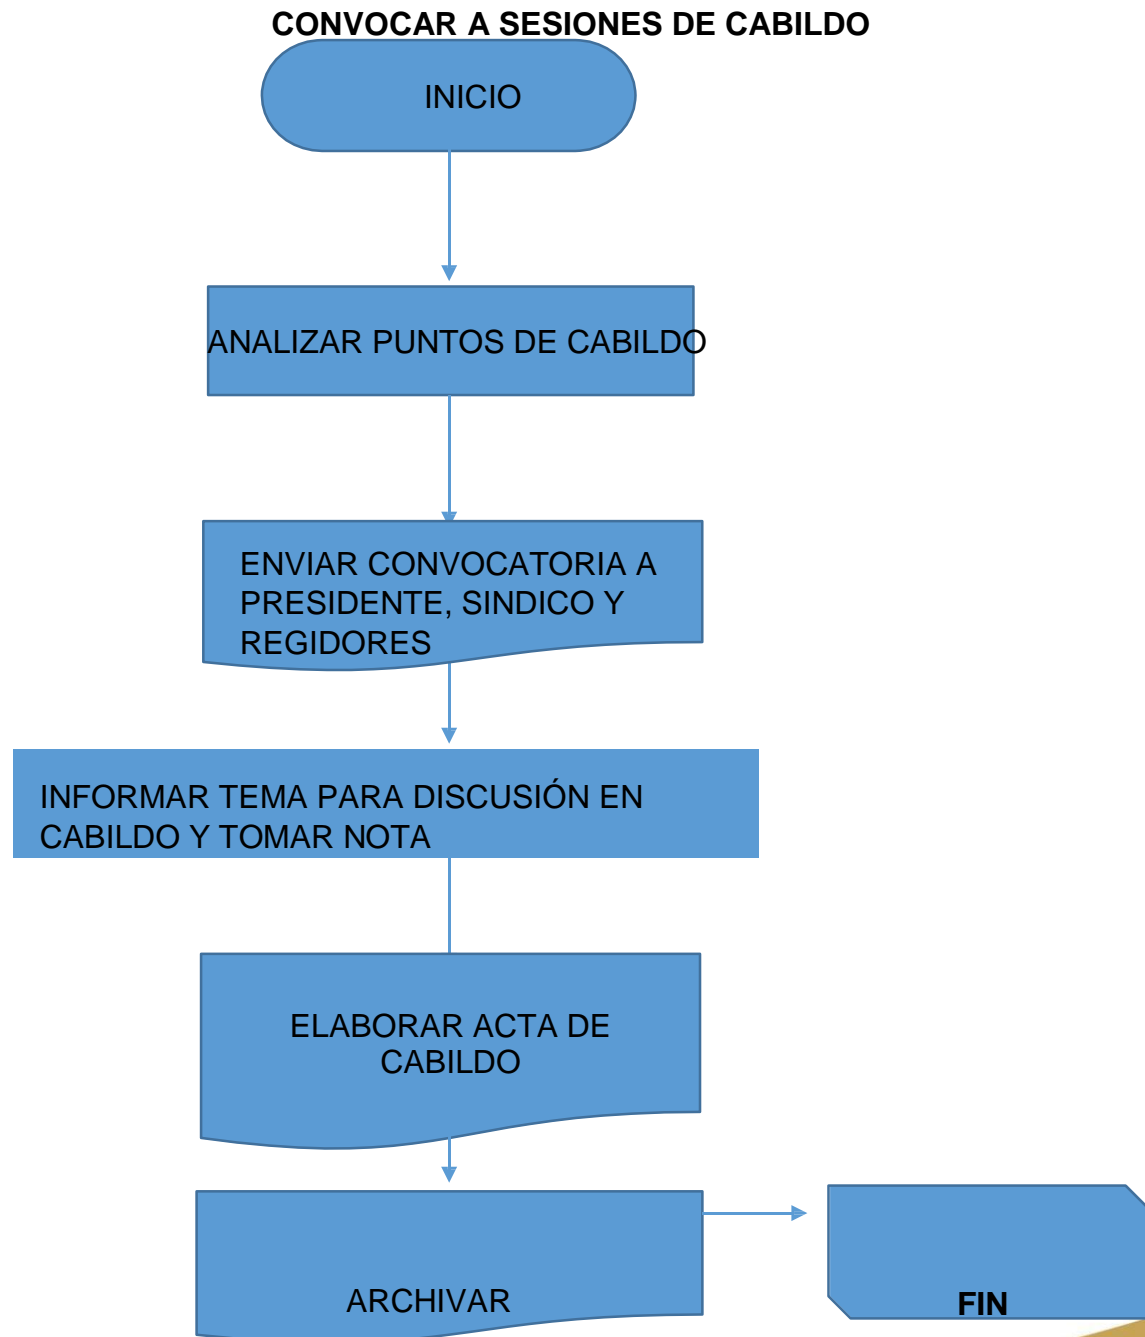 CONVOCAR A SESIONES DE CABILDO
INICIO
ANALIZAR PUNTOS DE CABILDO
ENVIAR CONVOCATORIA A
PRESIDENTE, SINDICO Y
REGIDORES
INFORMAR TEMA PARA DISCUSIÓN EN
CABILDO Y TOMAR NOTA
ELABORAR ACTA DE
CABILDO
ARCHIVAR
FIN